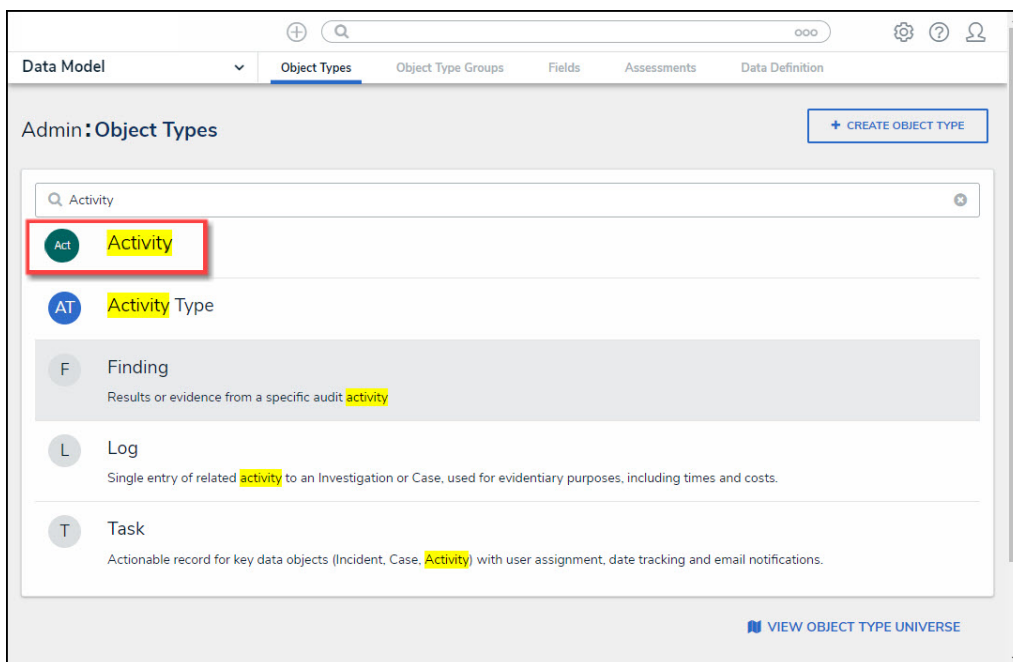 ooo
Data Model
Object Types
Object Type Groups
Fields
Assessments
Data Definition
Admin:Object Types
+ CREATE OBJECT TYPE
Activity
Act
Activity
AT
Activity Type
F
Finding
Results or evidence from a specific audit activity
L
Log
Single entry of related activity to an Investigation or Case, used for evidentiary purposes, including times and costs.
T
Task
Actionable record for key data objects (Incident, Case, Activity) with user assignment, date tracking and email notifications.
VIEW OBJECT TYPE UNIVERSE